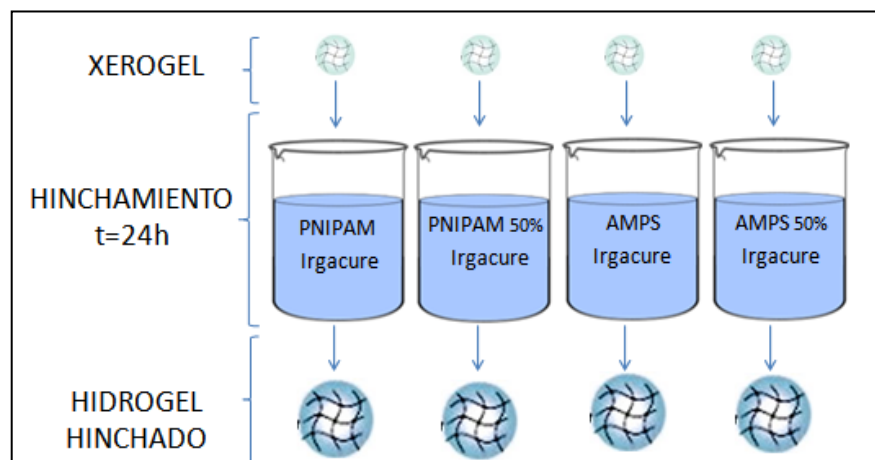 XEROGEL
HINCHAMIENTO
t=24h
PNIPAM
Irgacure
PNIPAM 50%
Irgacure
AMPS
Irgacure
AMPS 50%
Irgacure
HIDROGEL
HINCHADO